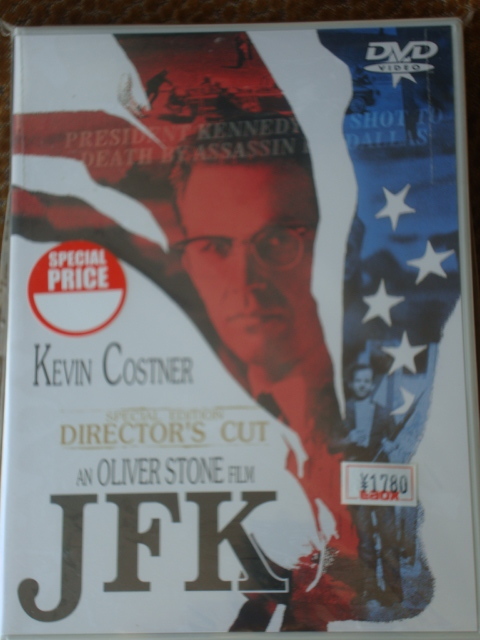 DVD
VIDEO
PRESIDENT KENNEDY SHOT TO
DEATH BY ASSASSIN DALLAS
SPECIAL
PRICE
KEVIN COSTNER
SPECIAL EDITION
DIRECTOR'S CUT
AN OLIVER STONE FILM
JFK
¥1780